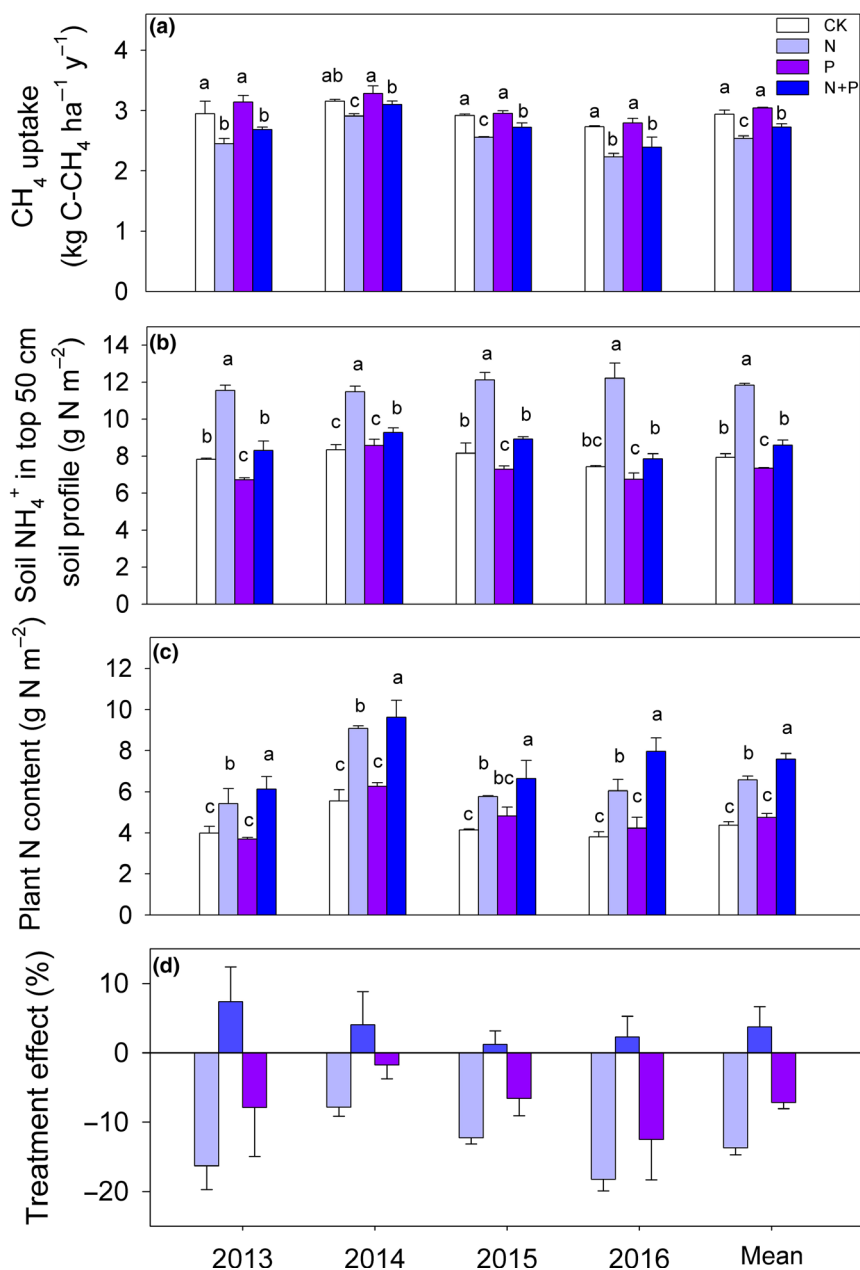 (a)
CK
N
P
N+P
CH₄ uptake
(kg C-CH₄ ha⁻¹ y⁻¹)
4
3
2
1
0
a b a b
ab c a b
a c a b
a b a b
a c a b
(b)
Soil NH₄⁺ in top 50 cm
soil profile (g N m⁻²)
14
12
10
8
6
4
2
0
b a c b
c a c b
b a c b
bc a c b
b a c b
(c)
Plant N content (g N m⁻²)
12
10
8
6
4
2
0
c b c a
c b c a
c b bc a
c b c a
c b c a
(d)
Treatment effect (%)
10
0
−10
−20
2013 2014 2015 2016 Mean